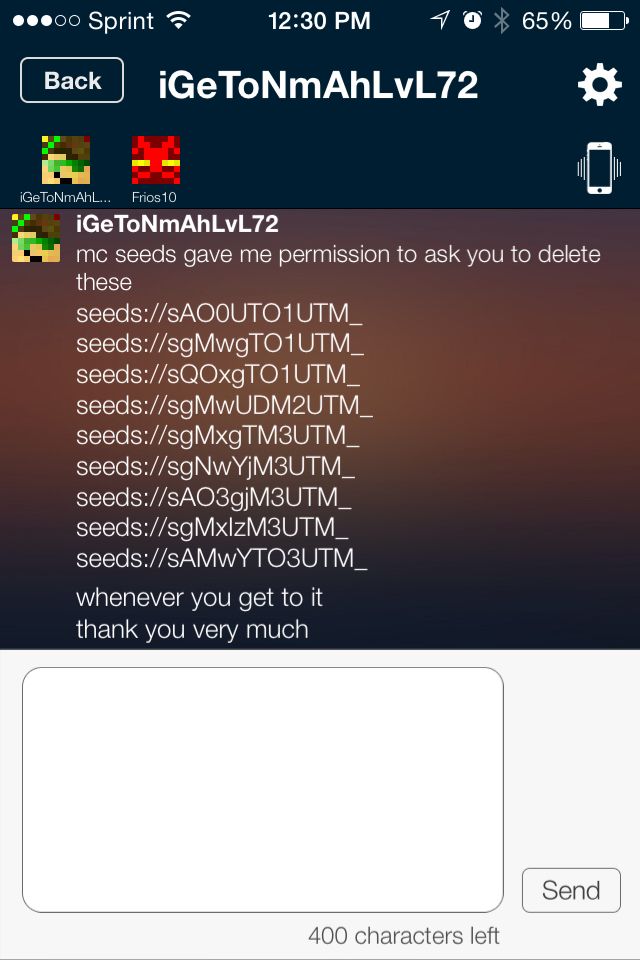 Sprint 12:30 PM 65%
Back iGeToNmAhLvL72
iGeToNmAhL... Frios10
iGeToNmAhLvL72
mc seeds gave me permission to ask you to delete
these
seeds://sAO0UTO1UTM_
seeds://sgMwgTO1UTM_
seeds://sQOxgTO1UTM_
seeds://sgMwUDM2UTM_
seeds://sgMxgTM3UTM_
seeds://sgNwYjM3UTM_
seeds://sAO3gjM3UTM_
seeds://sgMxIzM3UTM_
seeds://sAMwYTO3UTM_
whenever you get to it
thank you very much
Send
400 characters left